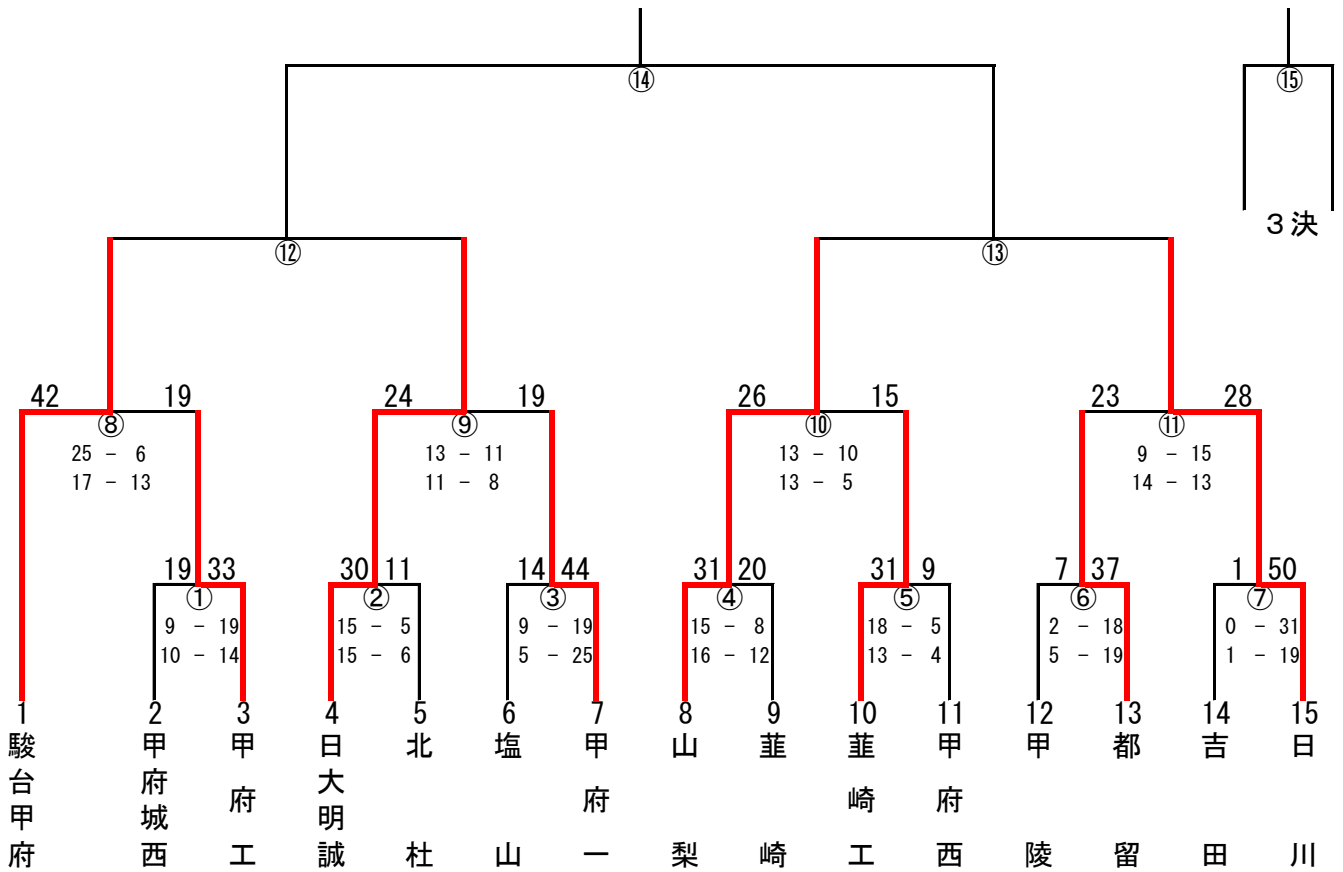 ⑭ ⑮
3決
⑫ ⑬
42 19 24 19 26 15 23 28
⑧ ⑨ ⑩ ⑪
25 - 6 13 - 11 13 - 10 9 - 15
17 - 13 11 - 8 13 - 5 14 - 13
19 33 30 11 14 44 31 20 31 9 7 37 1 50
① ② ③ ④ ⑤ ⑥ ⑦
9 - 19 15 - 5 9 - 19 15 - 8 18 - 5 2 - 18 0 - 31
10 - 14 15 - 6 5 - 25 16 - 12 13 - 4 5 - 19 1 - 19
1 2 3 4 5 6 7 8 9 10 11 12 13 14 15
駿台甲府
甲府城西
甲府工
日大明誠
北杜
塩山
甲府一
山梨
韮崎
韮崎工
甲府西
甲陵
都留
吉田
日川